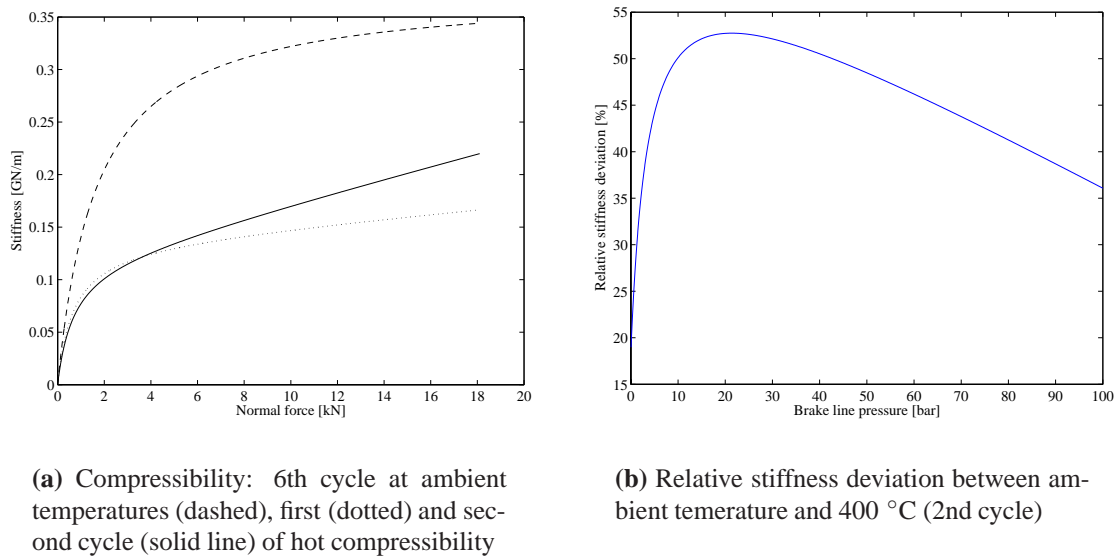 0.35
0.3
0.25
0.2
0.15
0.1
0.05
0
Stiffness [GN/m]
0 2 4 6 8 10 12 14 16 18 20
Normal force [kN]
(a) Compressibility: 6th cycle at ambient
temperatures (dashed), first (dotted) and sec-
ond cycle (solid line) of hot compressibility
55
50
45
40
35
30
25
20
15
Relative stiffness deviation [%]
0 10 20 30 40 50 60 70 80 90 100
Brake line pressure [bar]
(b) Relative stiffness deviation between am-
bient temerature and 400 °C (2nd cycle)